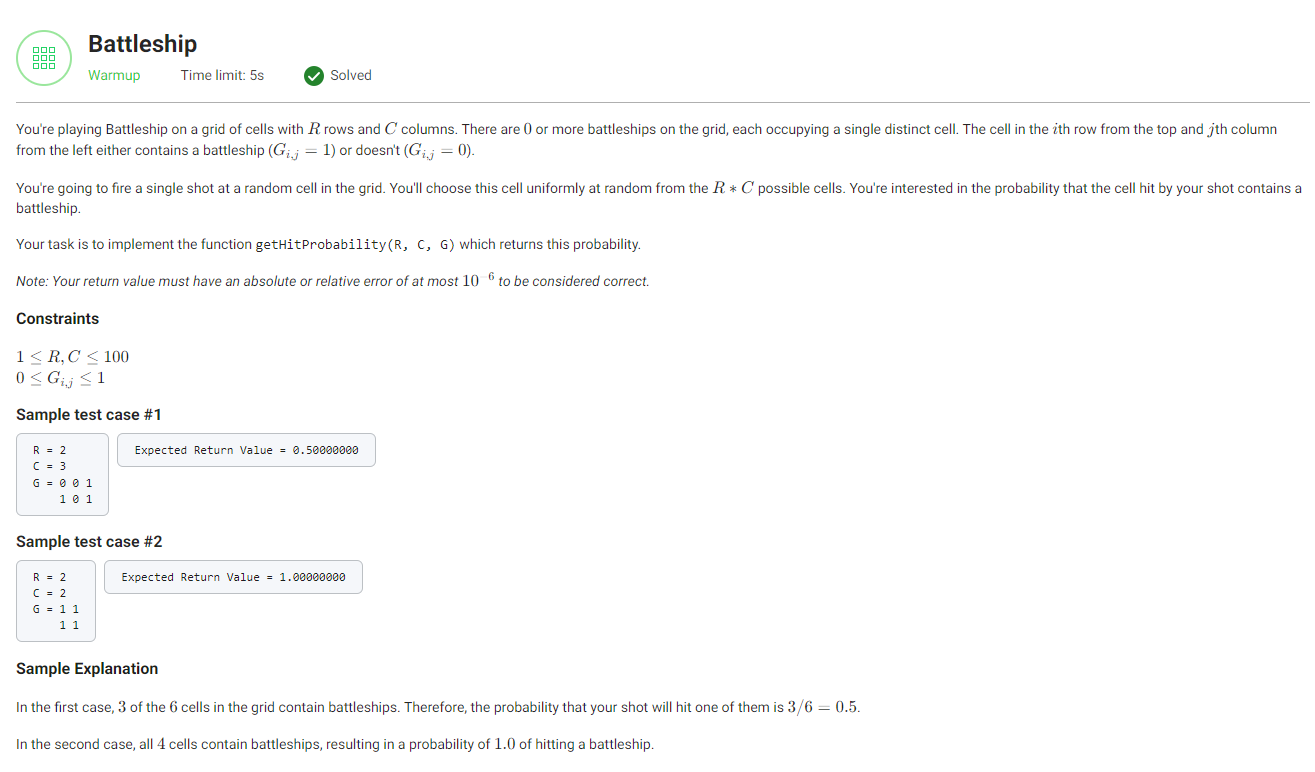 Battleship
Warmup Time limit: 5s Solved
You're playing Battleship on a grid of cells with R rows and C columns. There are 0 or more battleships on the grid, each occupying a single distinct cell. The cell in the ith row from the top and jth column
from the left either contains a battleship (G_{i,j} = 1) or doesn't (G_{i,j} = 0).
You're going to fire a single shot at a random cell in the grid. You'll choose this cell uniformly at random from the R * C possible cells. You're interested in the probability that the cell hit by your shot contains a
battleship.
Your task is to implement the function getHitProbability(R, C, G) which returns this probability.
Note: Your return value must have an absolute or relative error of at most 10⁻⁶ to be considered correct.
Constraints
1 ≤ R, C ≤ 100
0 ≤ G_{i,j} ≤ 1
Sample test case #1
R = 2
C = 3
G = 0 0 1
1 0 1
Expected Return Value = 0.50000000
Sample test case #2
R = 2
C = 2
G = 1 1
1 1
Expected Return Value = 1.00000000
Sample Explanation
In the first case, 3 of the 6 cells in the grid contain battleships. Therefore, the probability that your shot will hit one of them is 3/6 = 0.5.
In the second case, all 4 cells contain battleships, resulting in a probability of 1.0 of hitting a battleship.